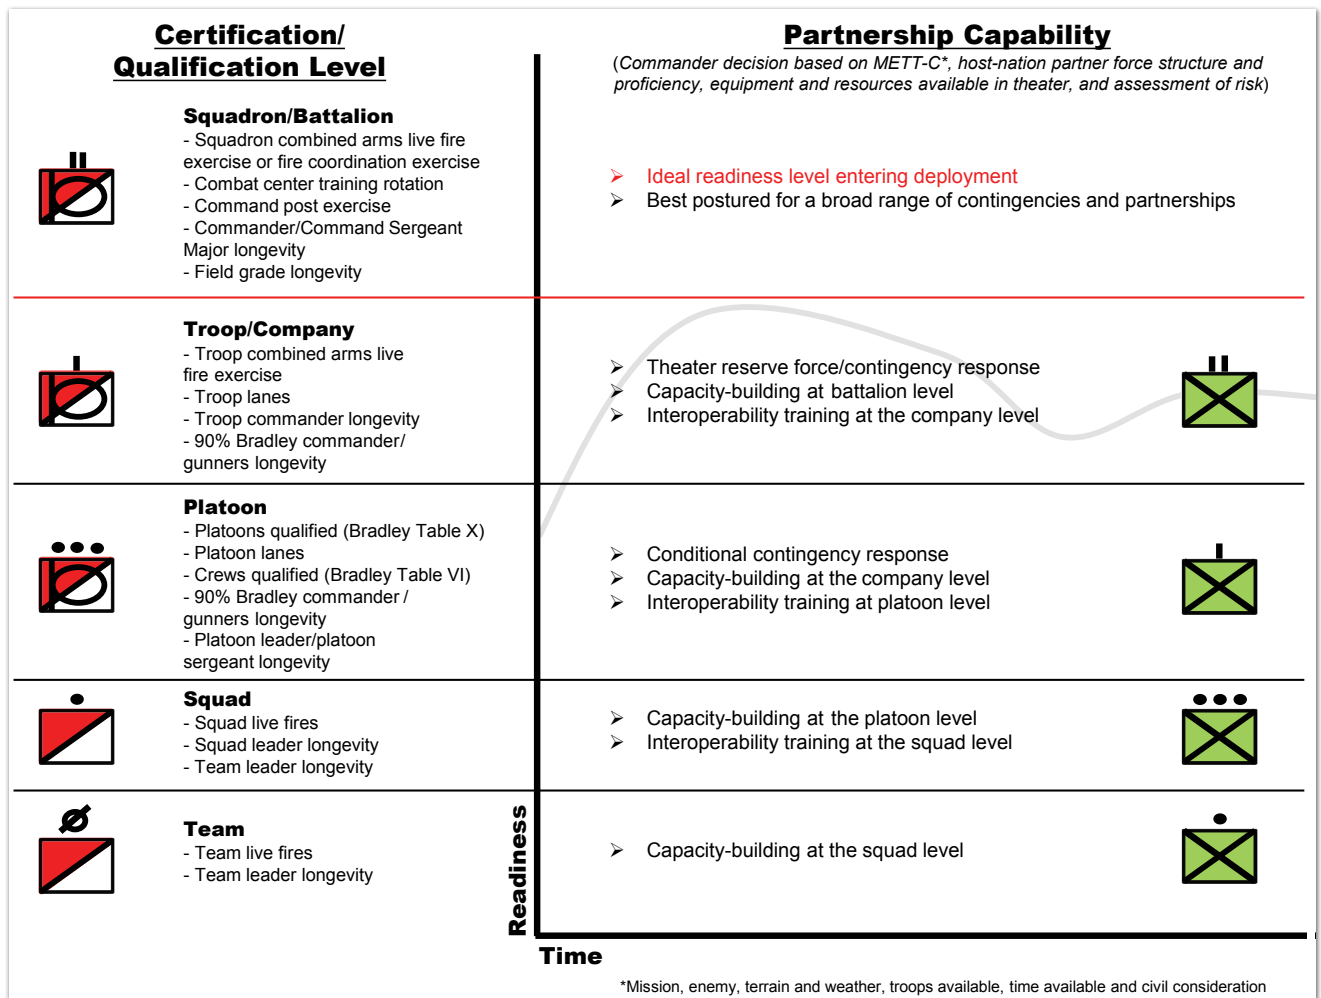 Certification/
Qualification Level
Squadron/Battalion
- Squadron combined arms live fire
exercise or fire coordination exercise
- Combat center training rotation
- Command post exercise
- Commander/Command Sergeant
Major longevity
- Field grade longevity
Troop/Company
- Troop combined arms live
fire exercise
- Troop lanes
- Troop commander longevity
- 90% Bradley commander/
gunners longevity
Platoon
- Platoons qualified (Bradley Table X)
- Platoon lanes
- Crews qualified (Bradley Table VI)
- 90% Bradley commander /
gunners longevity
- Platoon leader/platoon
sergeant longevity
Squad
- Squad live fires
- Squad leader longevity
- Team leader longevity
Team
- Team live fires
- Team leader longevity
Partnership Capability
(Commander decision based on METT-C*, host-nation partner force structure and
proficiency, equipment and resources available in theater, and assessment of risk)
➢ Ideal readiness level entering deployment
➢ Best postured for a broad range of contingencies and partnerships
➢ Theater reserve force/contingency response
➢ Capacity-building at battalion level
➢ Interoperability training at the company level
➢ Conditional contingency response
➢ Capacity-building at the company level
➢ Interoperability training at platoon level
➢ Capacity-building at the platoon level
➢ Interoperability training at the squad level
➢ Capacity-building at the squad level
Readiness
Time
*Mission, enemy, terrain and weather, troops available, time available and civil consideration